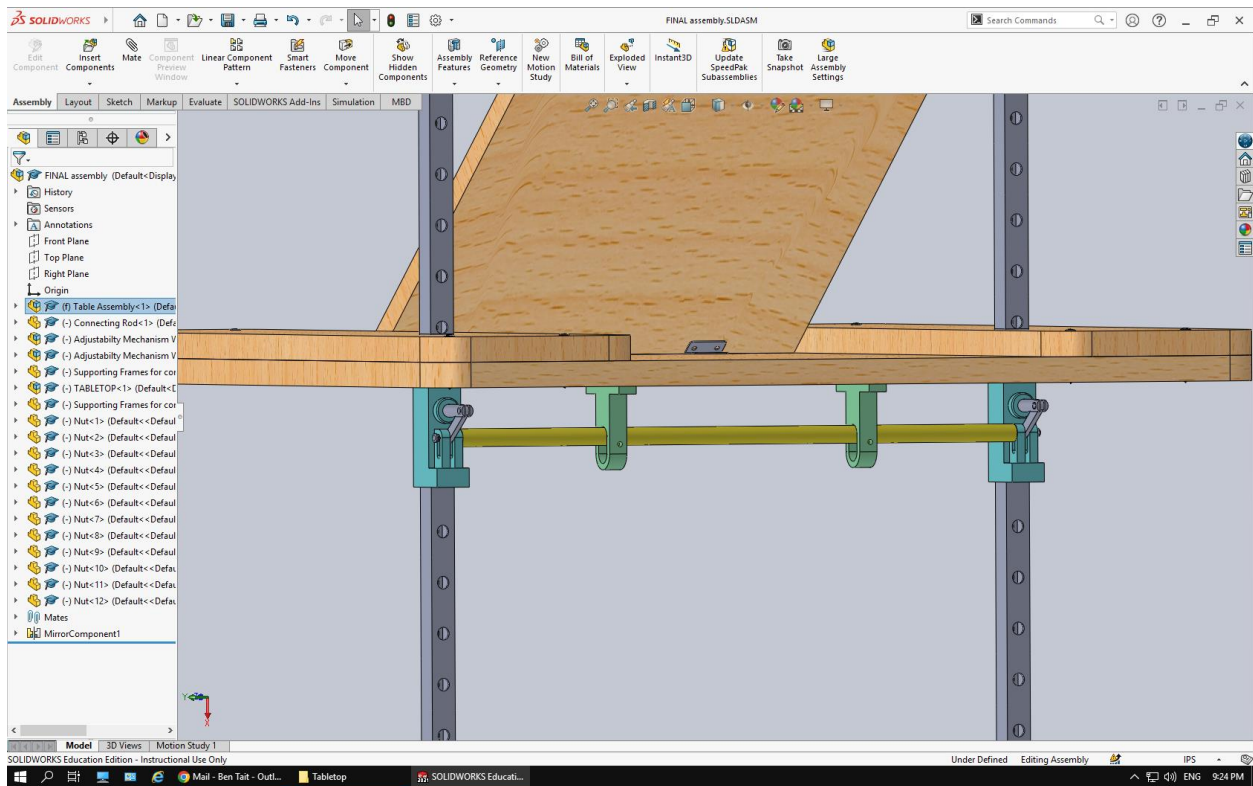 SOLIDWORKS
FINAL assembly.SLDASM
Search Commands
Edit Component
Insert Components
Mate
Component Preview Window
Linear Component Pattern
Smart Fasteners
Move Component
Show Hidden Components
Assembly Features
Reference Geometry
New Motion Study
Bill of Materials
Exploded View
Instant3D
Update SpeedPak Subassemblies
Take Snapshot
Large Assembly Settings
Assembly Layout Sketch Markup Evaluate SOLIDWORKS Add-Ins Simulation MBD
FINAL assembly (Default<Display
History
Sensors
Annotations
Front Plane
Top Plane
Right Plane
Origin
(f) Table Assembly<1> (Defau
(-) Connecting Rod<1> (Defa
(-) Adjustabilty Mechanism V
(-) Adjustabilty Mechanism V
(-) Supporting Frames for cor
(-) TABLETOP<1> (Default<D
(-) Supporting Frames for cor
(-) Nut<1> (Default<<Defaul
(-) Nut<2> (Default<<Defaul
(-) Nut<3> (Default<<Defaul
(-) Nut<4> (Default<<Defaul
(-) Nut<5> (Default<<Defaul
(-) Nut<6> (Default<<Defaul
(-) Nut<7> (Default<<Defaul
(-) Nut<8> (Default<<Defaul
(-) Nut<9> (Default<<Defaul
(-) Nut<10> (Default<<Defau
(-) Nut<11> (Default<<Defau
(-) Nut<12> (Default<<Defau
Mates
MirrorComponent1
Y X
Model 3D Views Motion Study 1
SOLIDWORKS Education Edition - Instructional Use Only
Under Defined Editing Assembly IPS
Mail - Ben Tait - Outl... Tabletop SOLIDWORKS Educati... ENG 9:24 PM